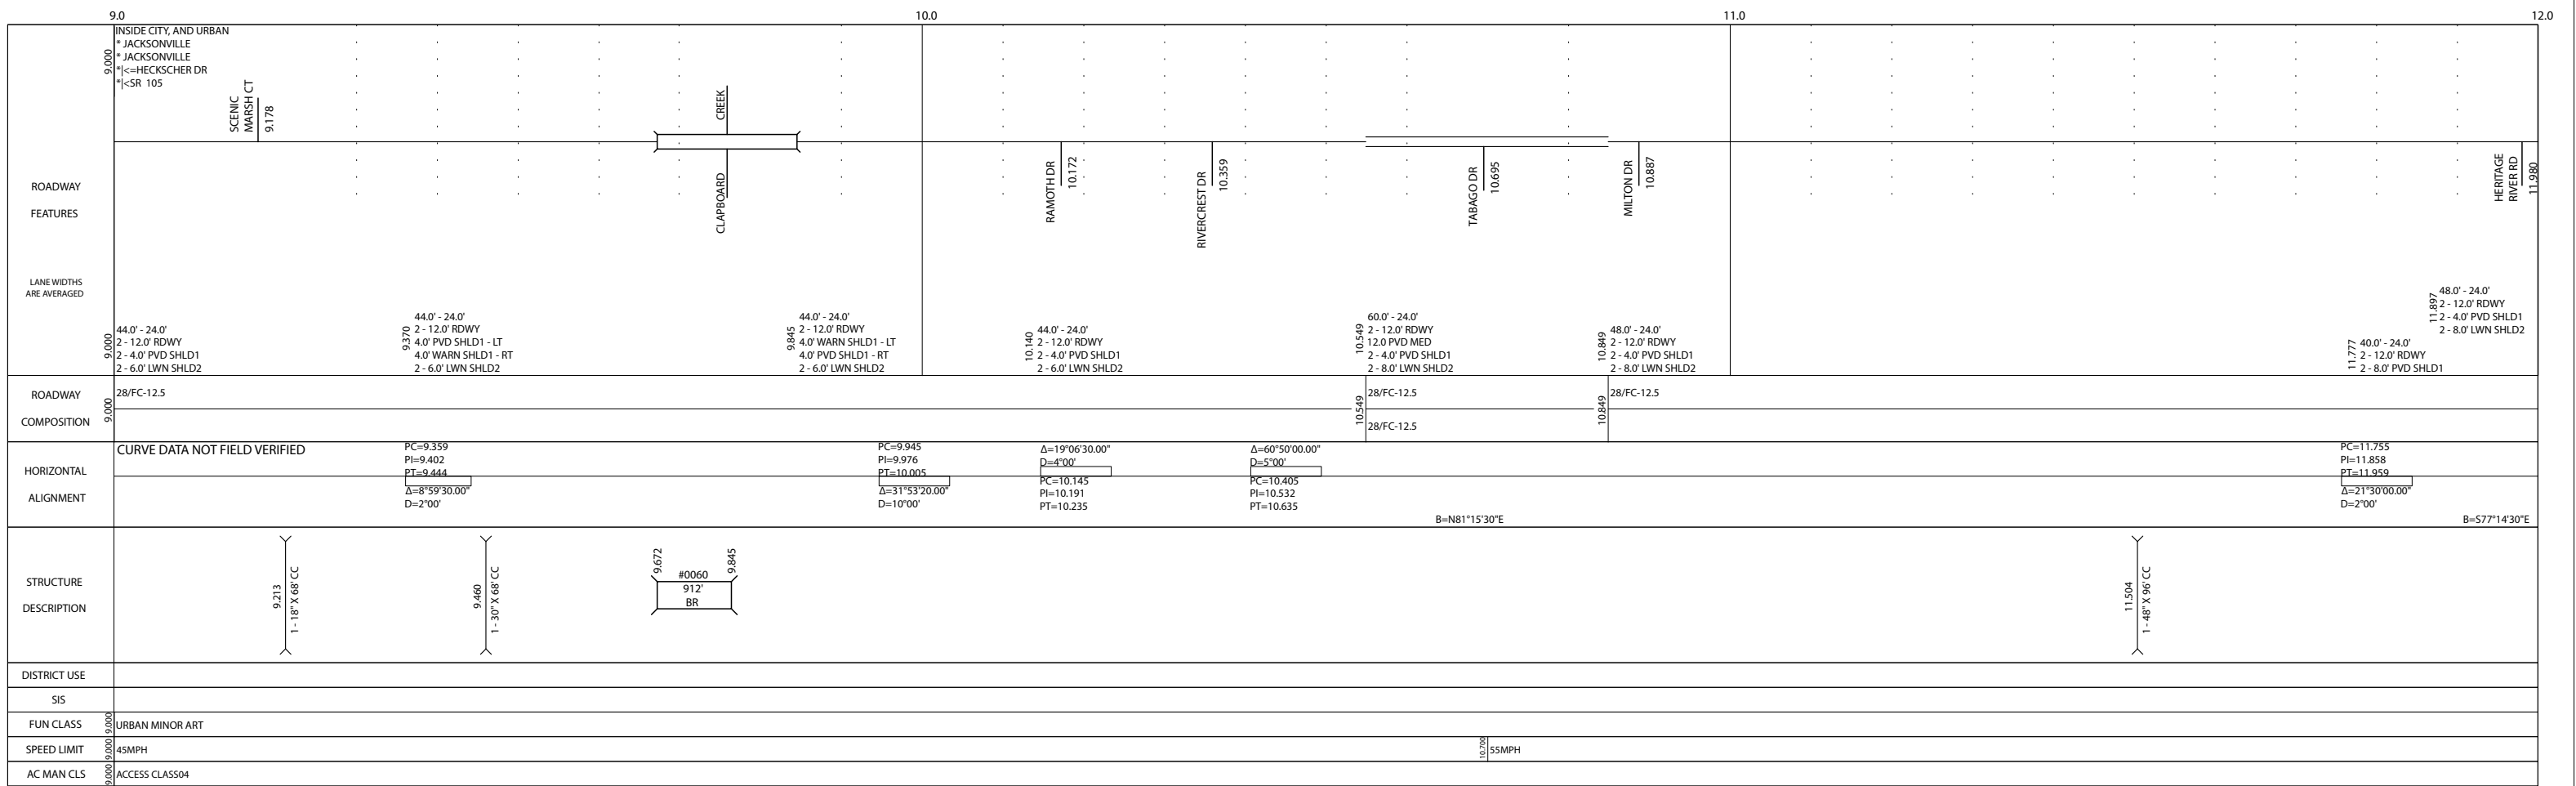 9.0
10.0
11.0
12.0
ROADWAY
FEATURES
LANE WIDTHS
ARE AVERAGED
9.000
INSIDE CITY, AND URBAN
* JACKSONVILLE
* JACKSONVILLE
*|<=HECKSCHER DR
*|<SR 105
SCENIC
MARSH CT
9.178
CREEK
CLAPBOARD
RAMOTH DR
10.172
RIVERCREST DR
10.359
TABAGO DR
10.695
MILTON DR
10.887
HERITAGE
RIVER RD
11.980
9.000
44.0' - 24.0'
2 - 12.0' RDWY
2 - 4.0' PVD SHLD1
2 - 6.0' LWN SHLD2
9.370
44.0' - 24.0'
2 - 12.0' RDWY
4.0' PVD SHLD1 - LT
4.0' WARN SHLD1 - RT
2 - 6.0' LWN SHLD2
9.845
44.0' - 24.0'
2 - 12.0' RDWY
4.0' WARN SHLD1 - LT
4.0' PVD SHLD1 - RT
2 - 6.0' LWN SHLD2
10.140
44.0' - 24.0'
2 - 12.0' RDWY
2 - 4.0' PVD SHLD1
2 - 6.0' LWN SHLD2
10.549
60.0' - 24.0'
2 - 12.0' RDWY
12.0 PVD MED
2 - 4.0' PVD SHLD1
2 - 8.0' LWN SHLD2
10.849
48.0' - 24.0'
2 - 12.0' RDWY
2 - 4.0' PVD SHLD1
2 - 8.0' LWN SHLD2
11.777
40.0' - 24.0'
2 - 12.0' RDWY
2 - 8.0' PVD SHLD1
11.897
48.0' - 24.0'
2 - 12.0' RDWY
2 - 4.0' PVD SHLD1
2 - 8.0' LWN SHLD2
ROADWAY
COMPOSITION
9.000
28/FC-12.5
10.549
28/FC-12.5
28/FC-12.5
10.849
28/FC-12.5
HORIZONTAL
ALIGNMENT
CURVE DATA NOT FIELD VERIFIED
PC=9.359
PI=9.402
PT=9.444
Δ=8°59'30.00"
D=2°00'
PC=9.945
PI=9.976
PT=10.005
Δ=31°53'20.00"
D=10°00'
Δ=19°06'30.00"
D=4°00'
PC=10.145
PI=10.191
PT=10.235
Δ=60°50'00.00"
D=5°00'
PC=10.405
PI=10.532
PT=10.635
B=N81°15'30"E
PC=11.755
PI=11.858
PT=11.959
Δ=21°30'00.00"
D=2°00'
B=S77°14'30"E
STRUCTURE
DESCRIPTION
9.213
1 - 18" X 68' CC
9.460
1 - 30" X 68' CC
9.672
9.845
#0060
912'
BR
11.504
1 - 48" X 96' CC
DISTRICT USE
SIS
FUN CLASS
9.000
URBAN MINOR ART
SPEED LIMIT
9.000
45MPH
10.700
55MPH
AC MAN CLS
9.000
ACCESS CLASS04